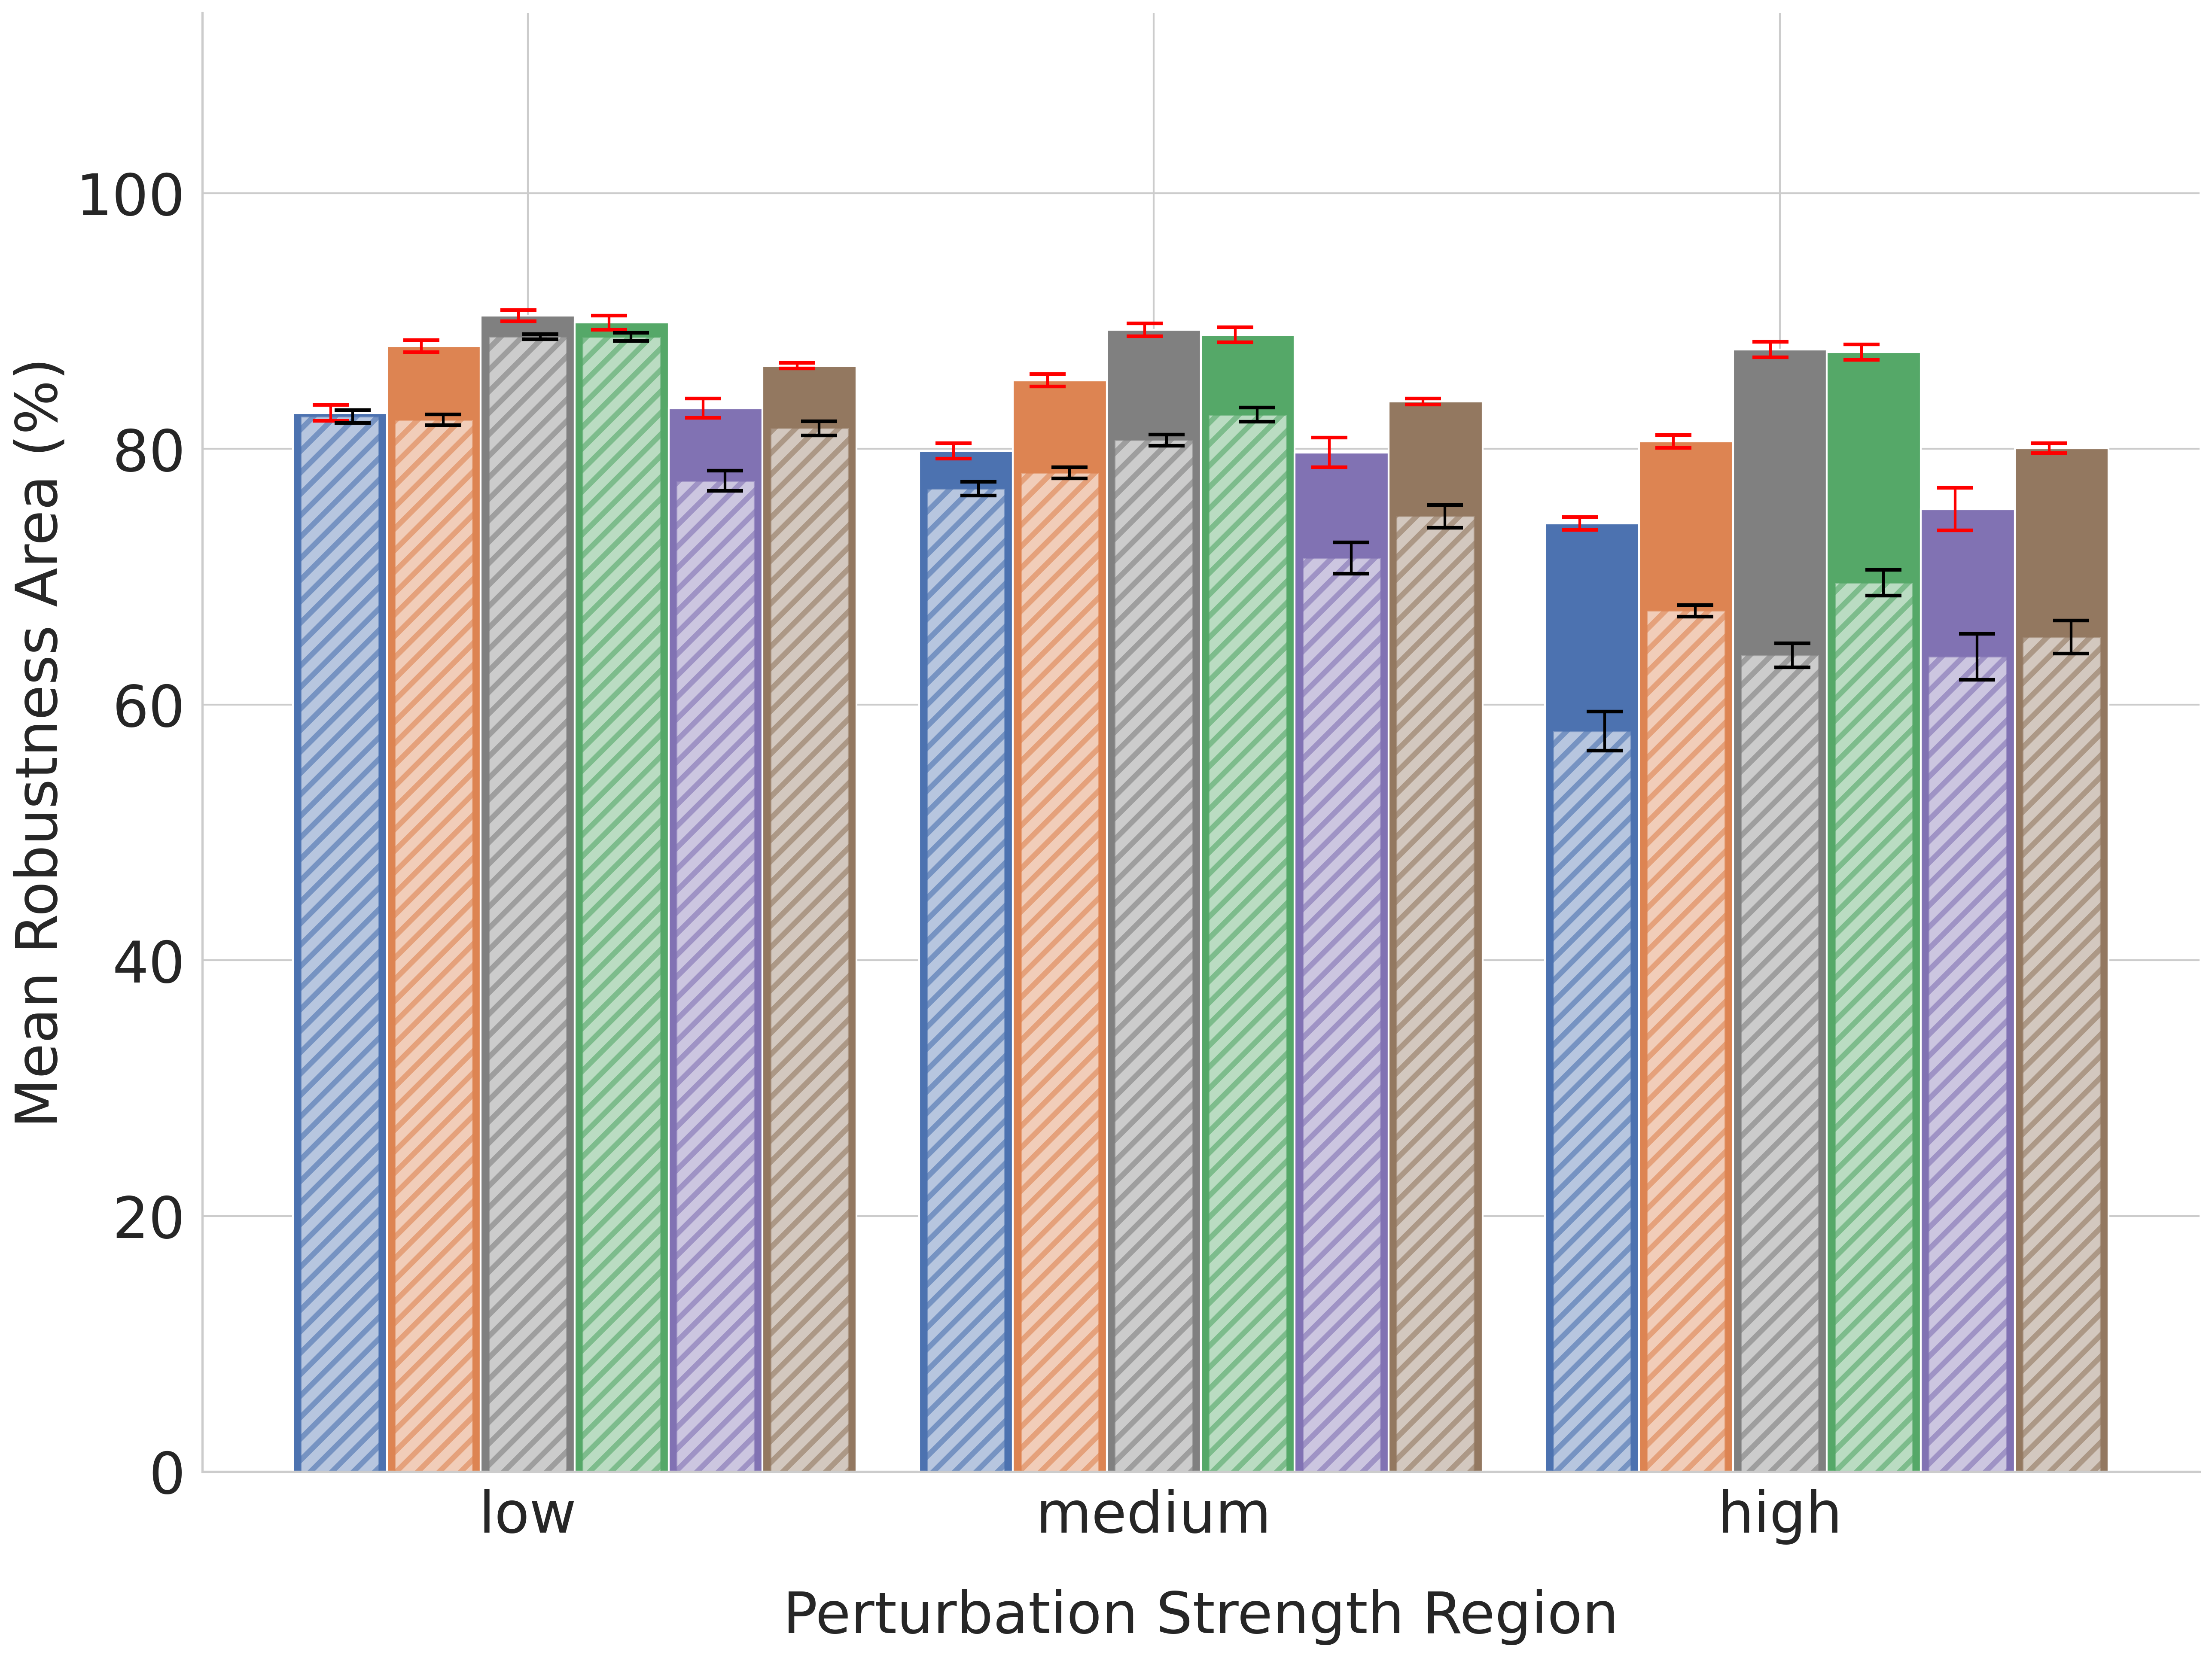 Mean Robustness Area (%)
100
80
60
40
20
0
low medium high
Perturbation Strength Region